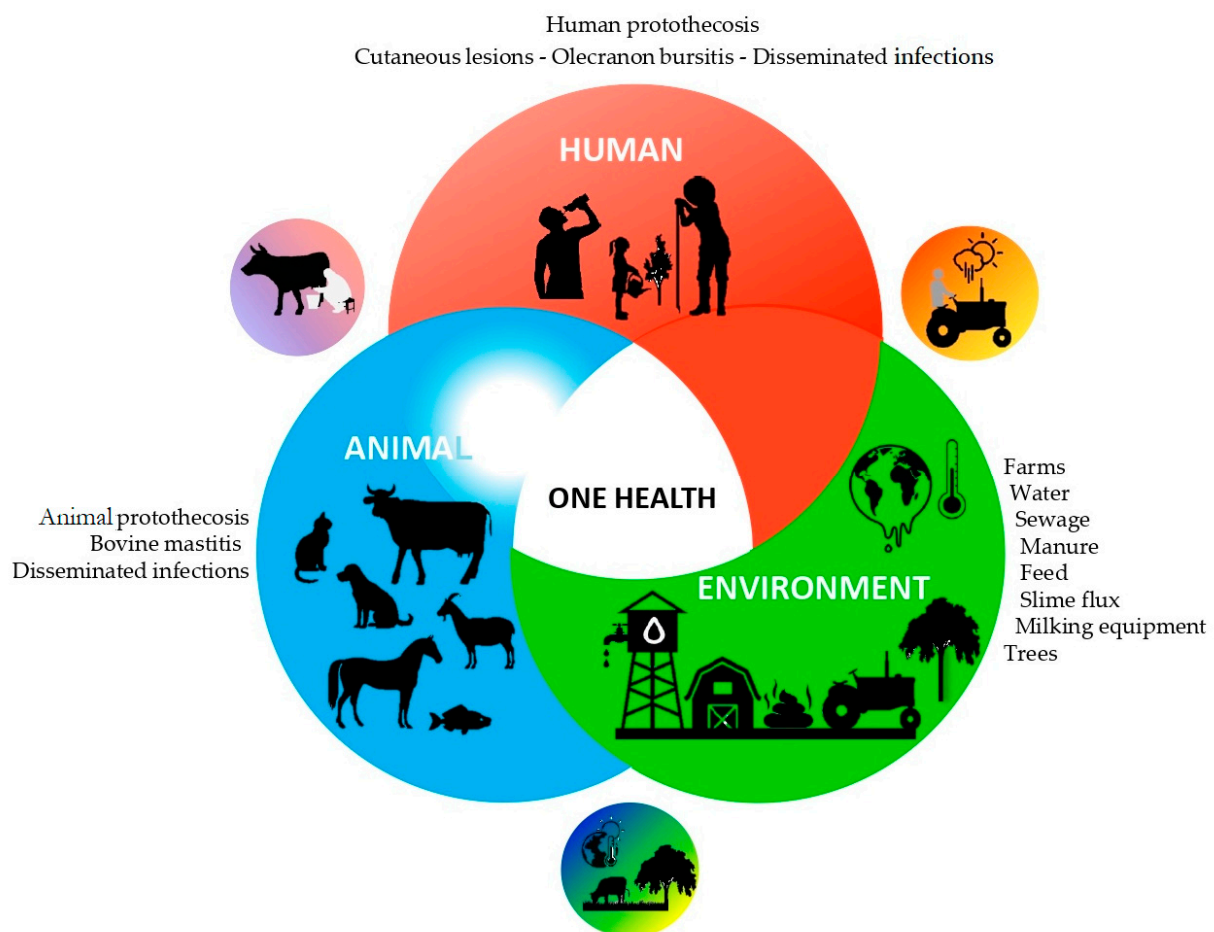 Human protothecosis
Cutaneous lesions - Olecranon bursitis - Disseminated infections
HUMAN
ANIMAL
ONE HEALTH
Animal protothecosis
Bovine mastitis
Disseminated infections
ENVIRONMENT
Farms
Water
Sewage
Manure
Feed
Slime flux
Milking equipment
Trees